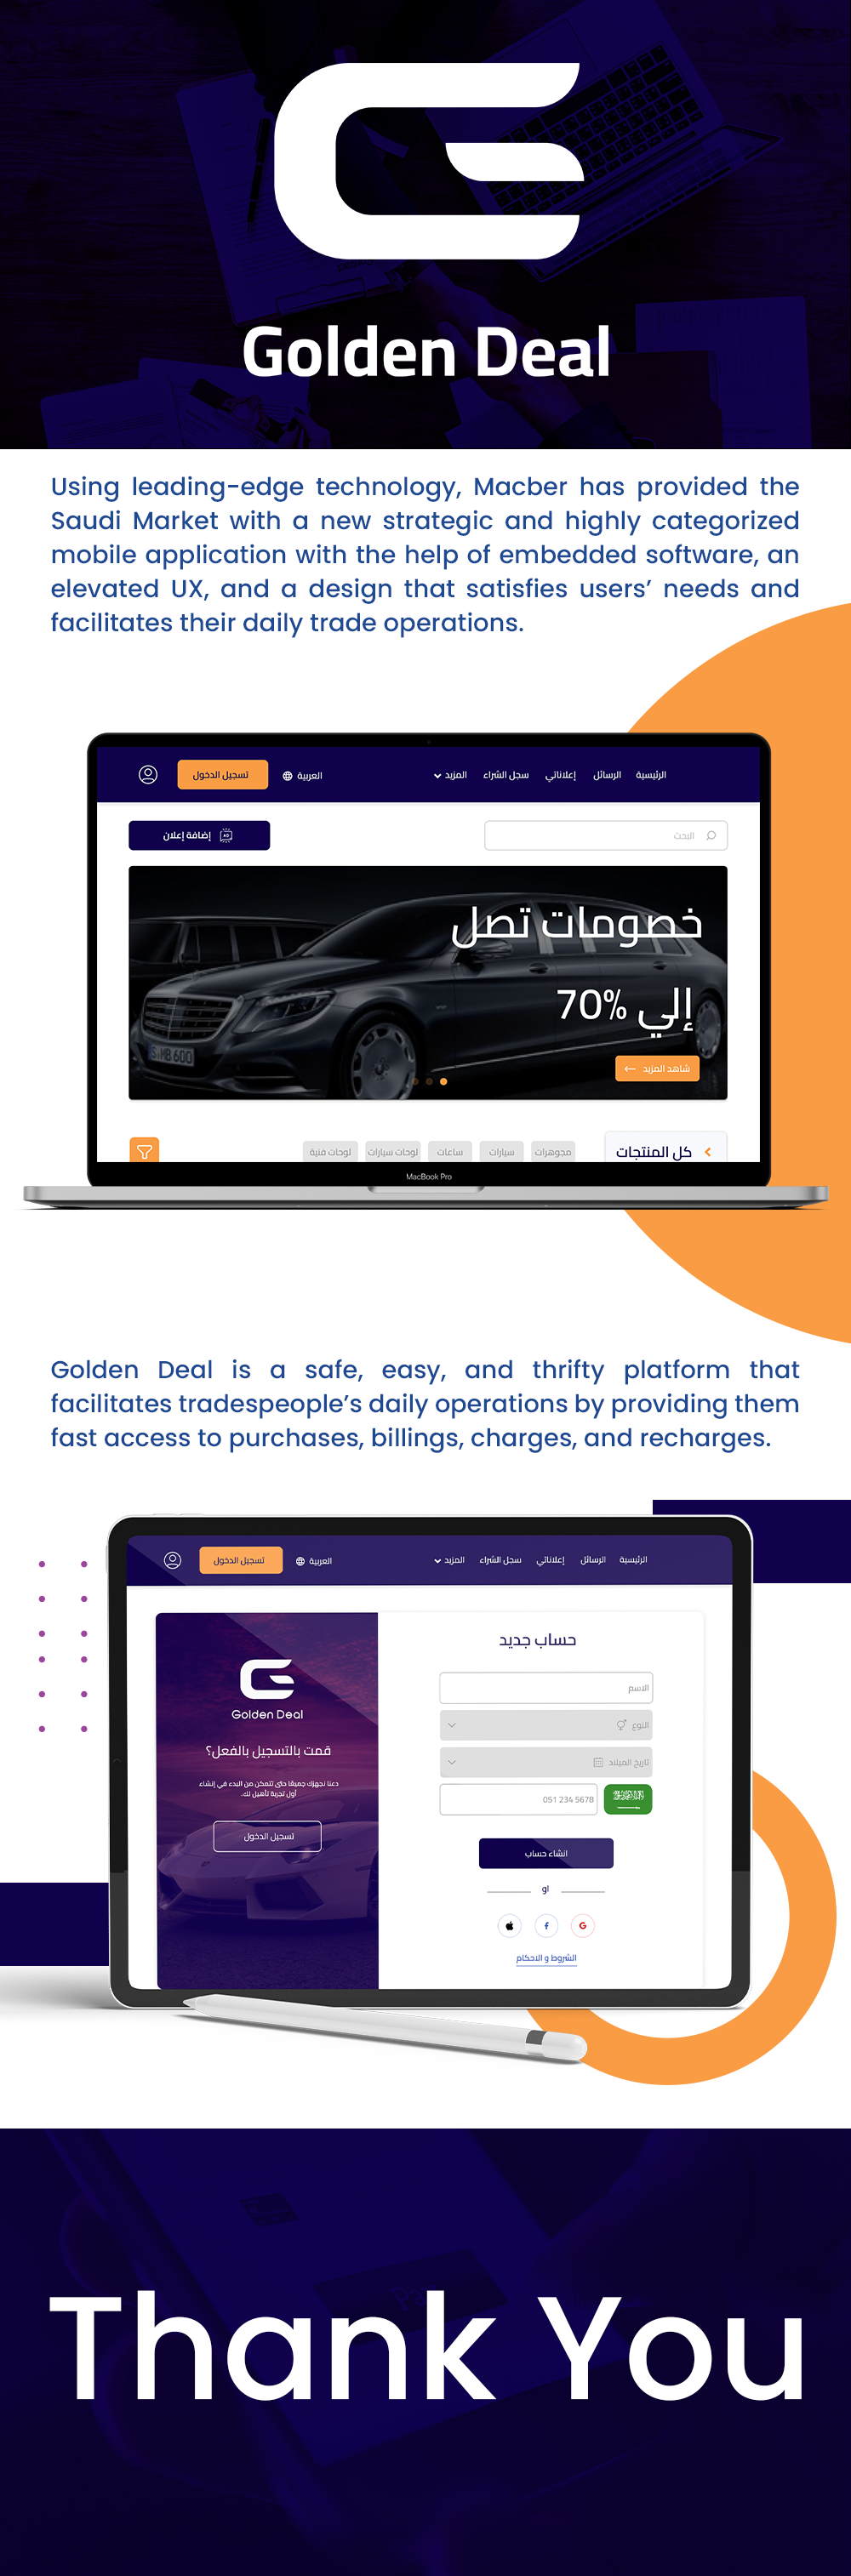 Golden Deal
Using leading-edge technology, Macber has provided the
Saudi Market with a new strategic and highly categorized
mobile application with the help of embedded software, an
elevated UX, and a design that satisfies users’ needs and
facilitates their daily trade operations.
الرئيسية الرسائل إعلاناتي سجل الشراء المزيد العربية تسجيل الدخول
البحث إضافة إعلان
خصومات تصل
إلي 70%
S MB 600
شاهد المزيد
كل المنتجات مجوهرات سيارات ساعات لوحات سيارات لوحات فنية
MacBook Pro
Golden Deal is a safe, easy, and thrifty platform that
facilitates tradespeople’s daily operations by providing them
fast access to purchases, billings, charges, and recharges.
الرئيسية الرسائل إعلاناتي سجل الشراء المزيد العربية تسجيل الدخول
حساب جديد
الاسم
النوع
تاريخ الميلاد
051 234 5678
انشاء حساب
او
الشروط و الاحكام
Golden Deal
قمت بالتسجيل بالفعل؟
دعنا نجهزك جميعًا حتى تتمكن من البدء في إنشاء
أول تجربة تأهيل لك.
تسجيل الدخول
Thank You